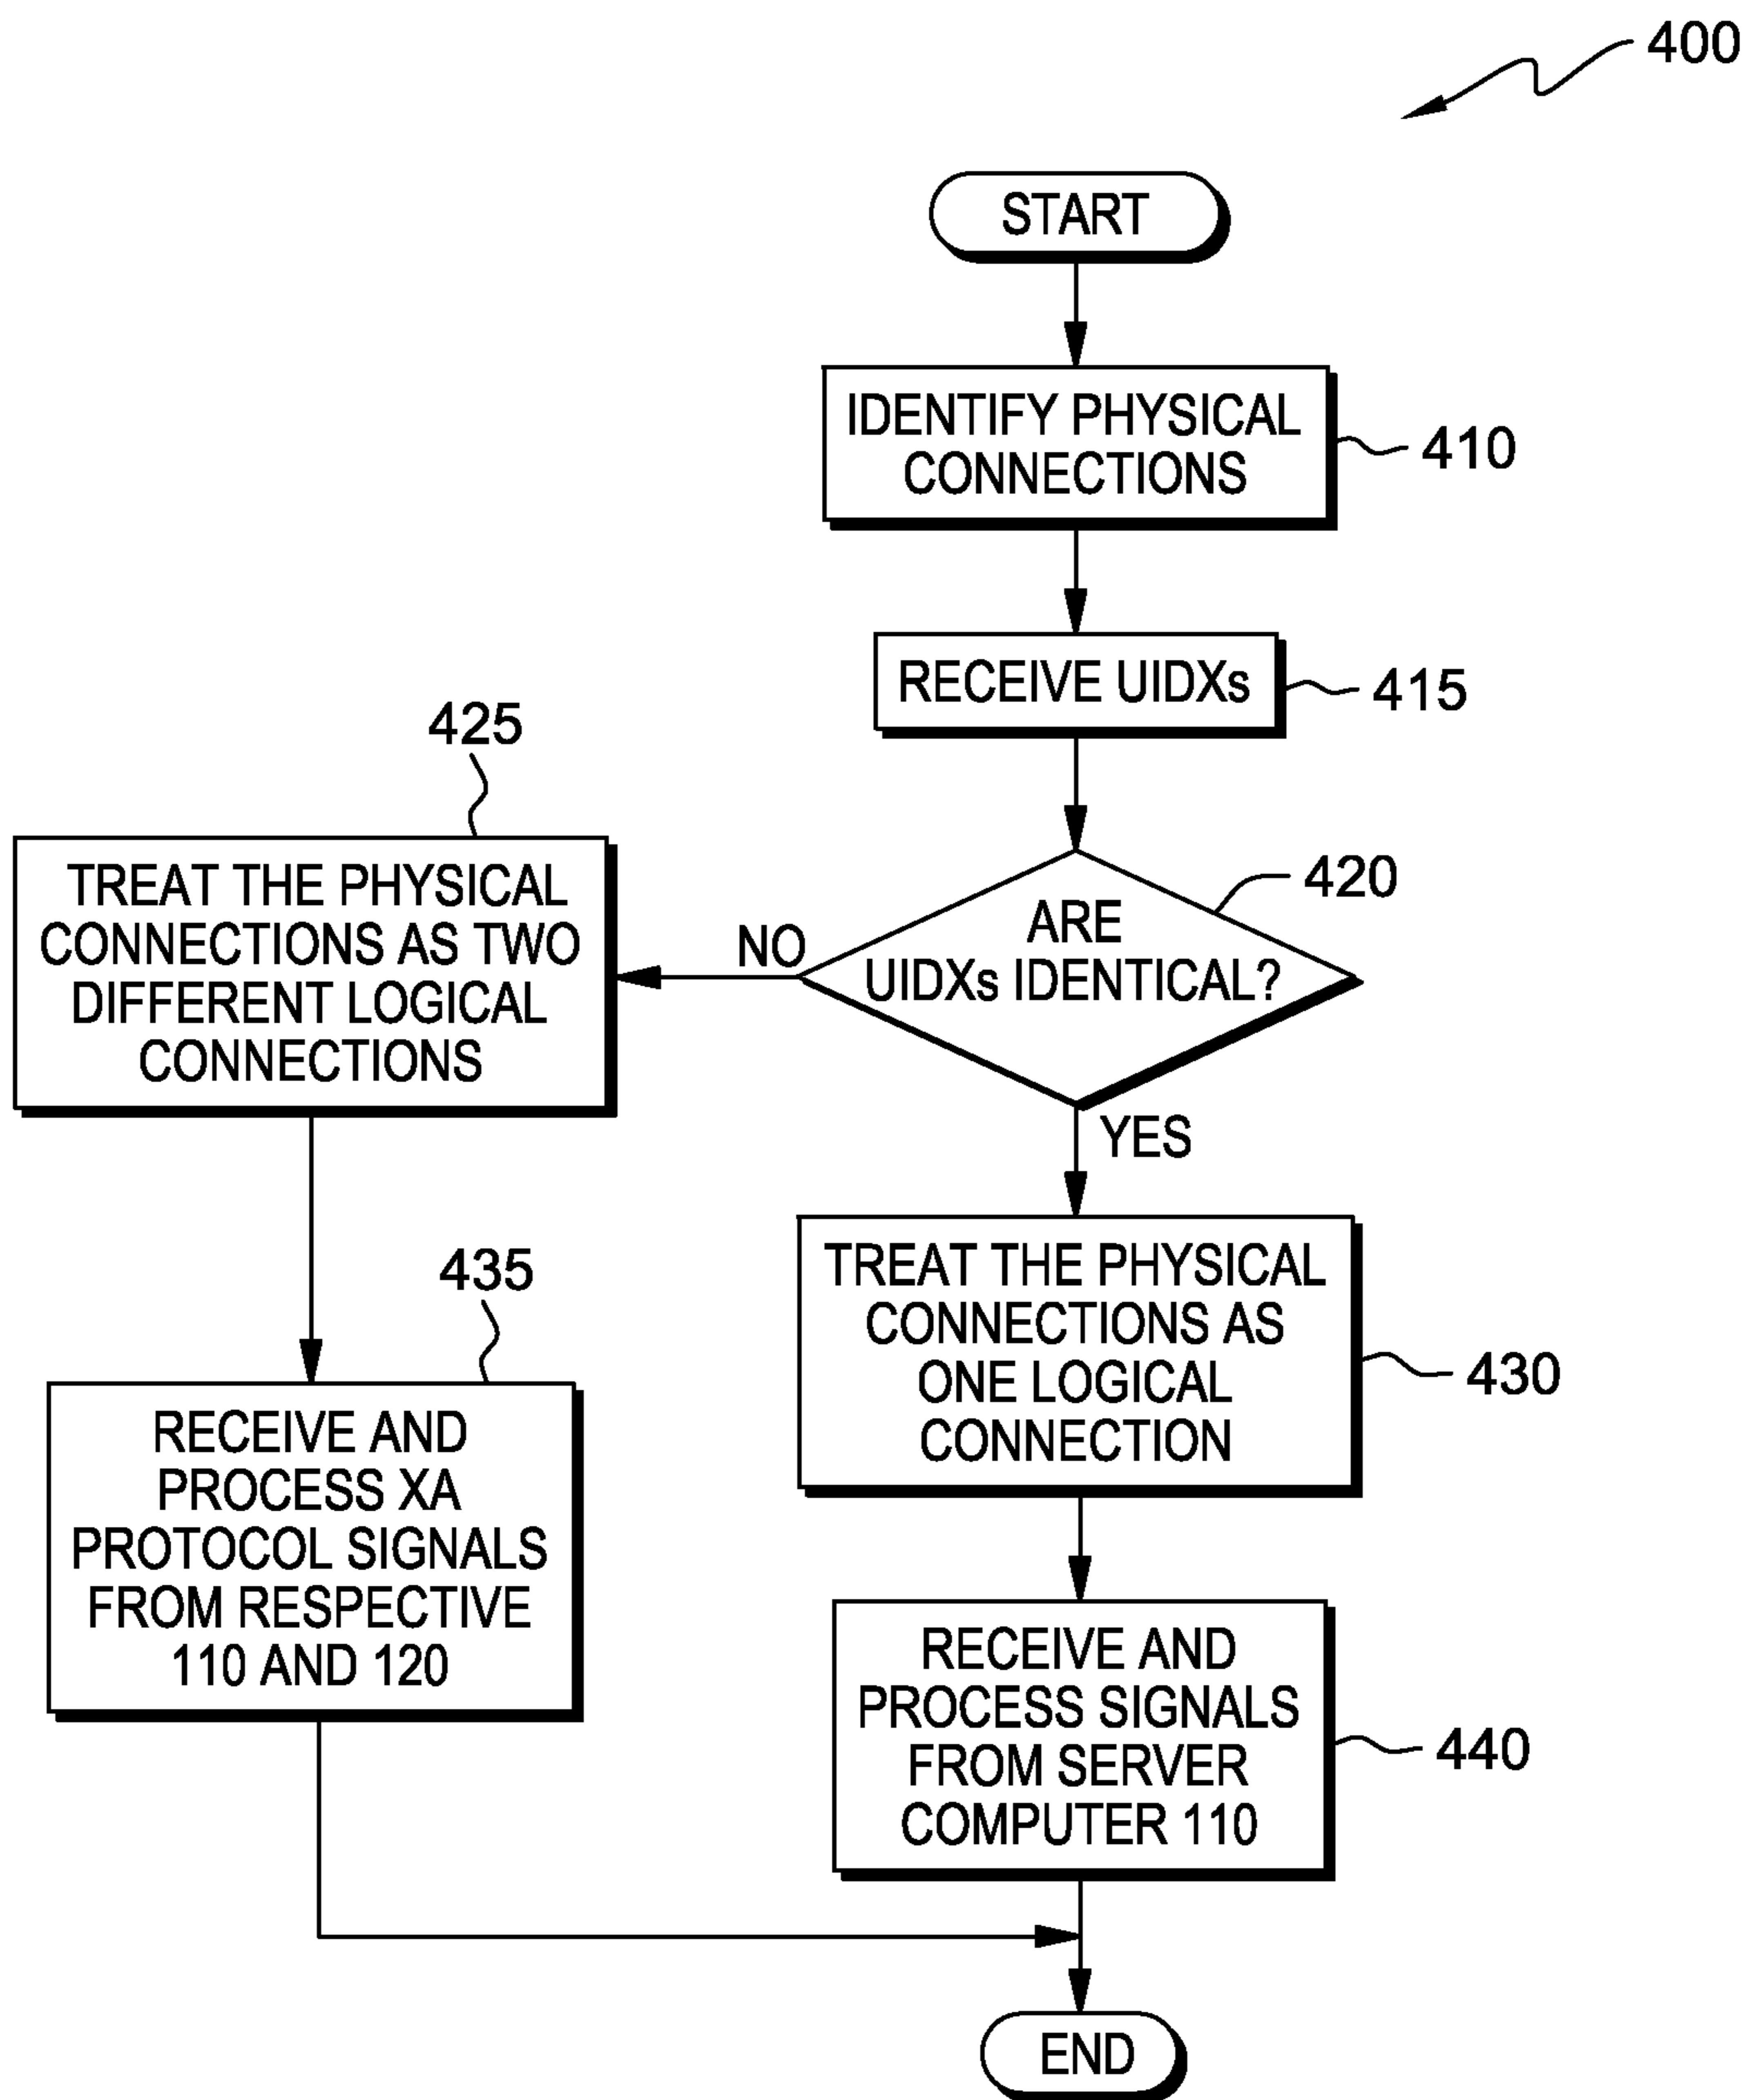 400
START
IDENTIFY PHYSICAL
CONNECTIONS
410
RECEIVE UIDXs
415
425
TREAT THE PHYSICAL
CONNECTIONS AS TWO
DIFFERENT LOGICAL
CONNECTIONS
NO
420
ARE
UIDXs IDENTICAL?
YES
435
RECEIVE AND
PROCESS XA
PROTOCOL SIGNALS
FROM RESPECTIVE
110 AND 120
TREAT THE PHYSICAL
CONNECTIONS AS
ONE LOGICAL
CONNECTION
430
RECEIVE AND
PROCESS SIGNALS
FROM SERVER
COMPUTER 110
440
END